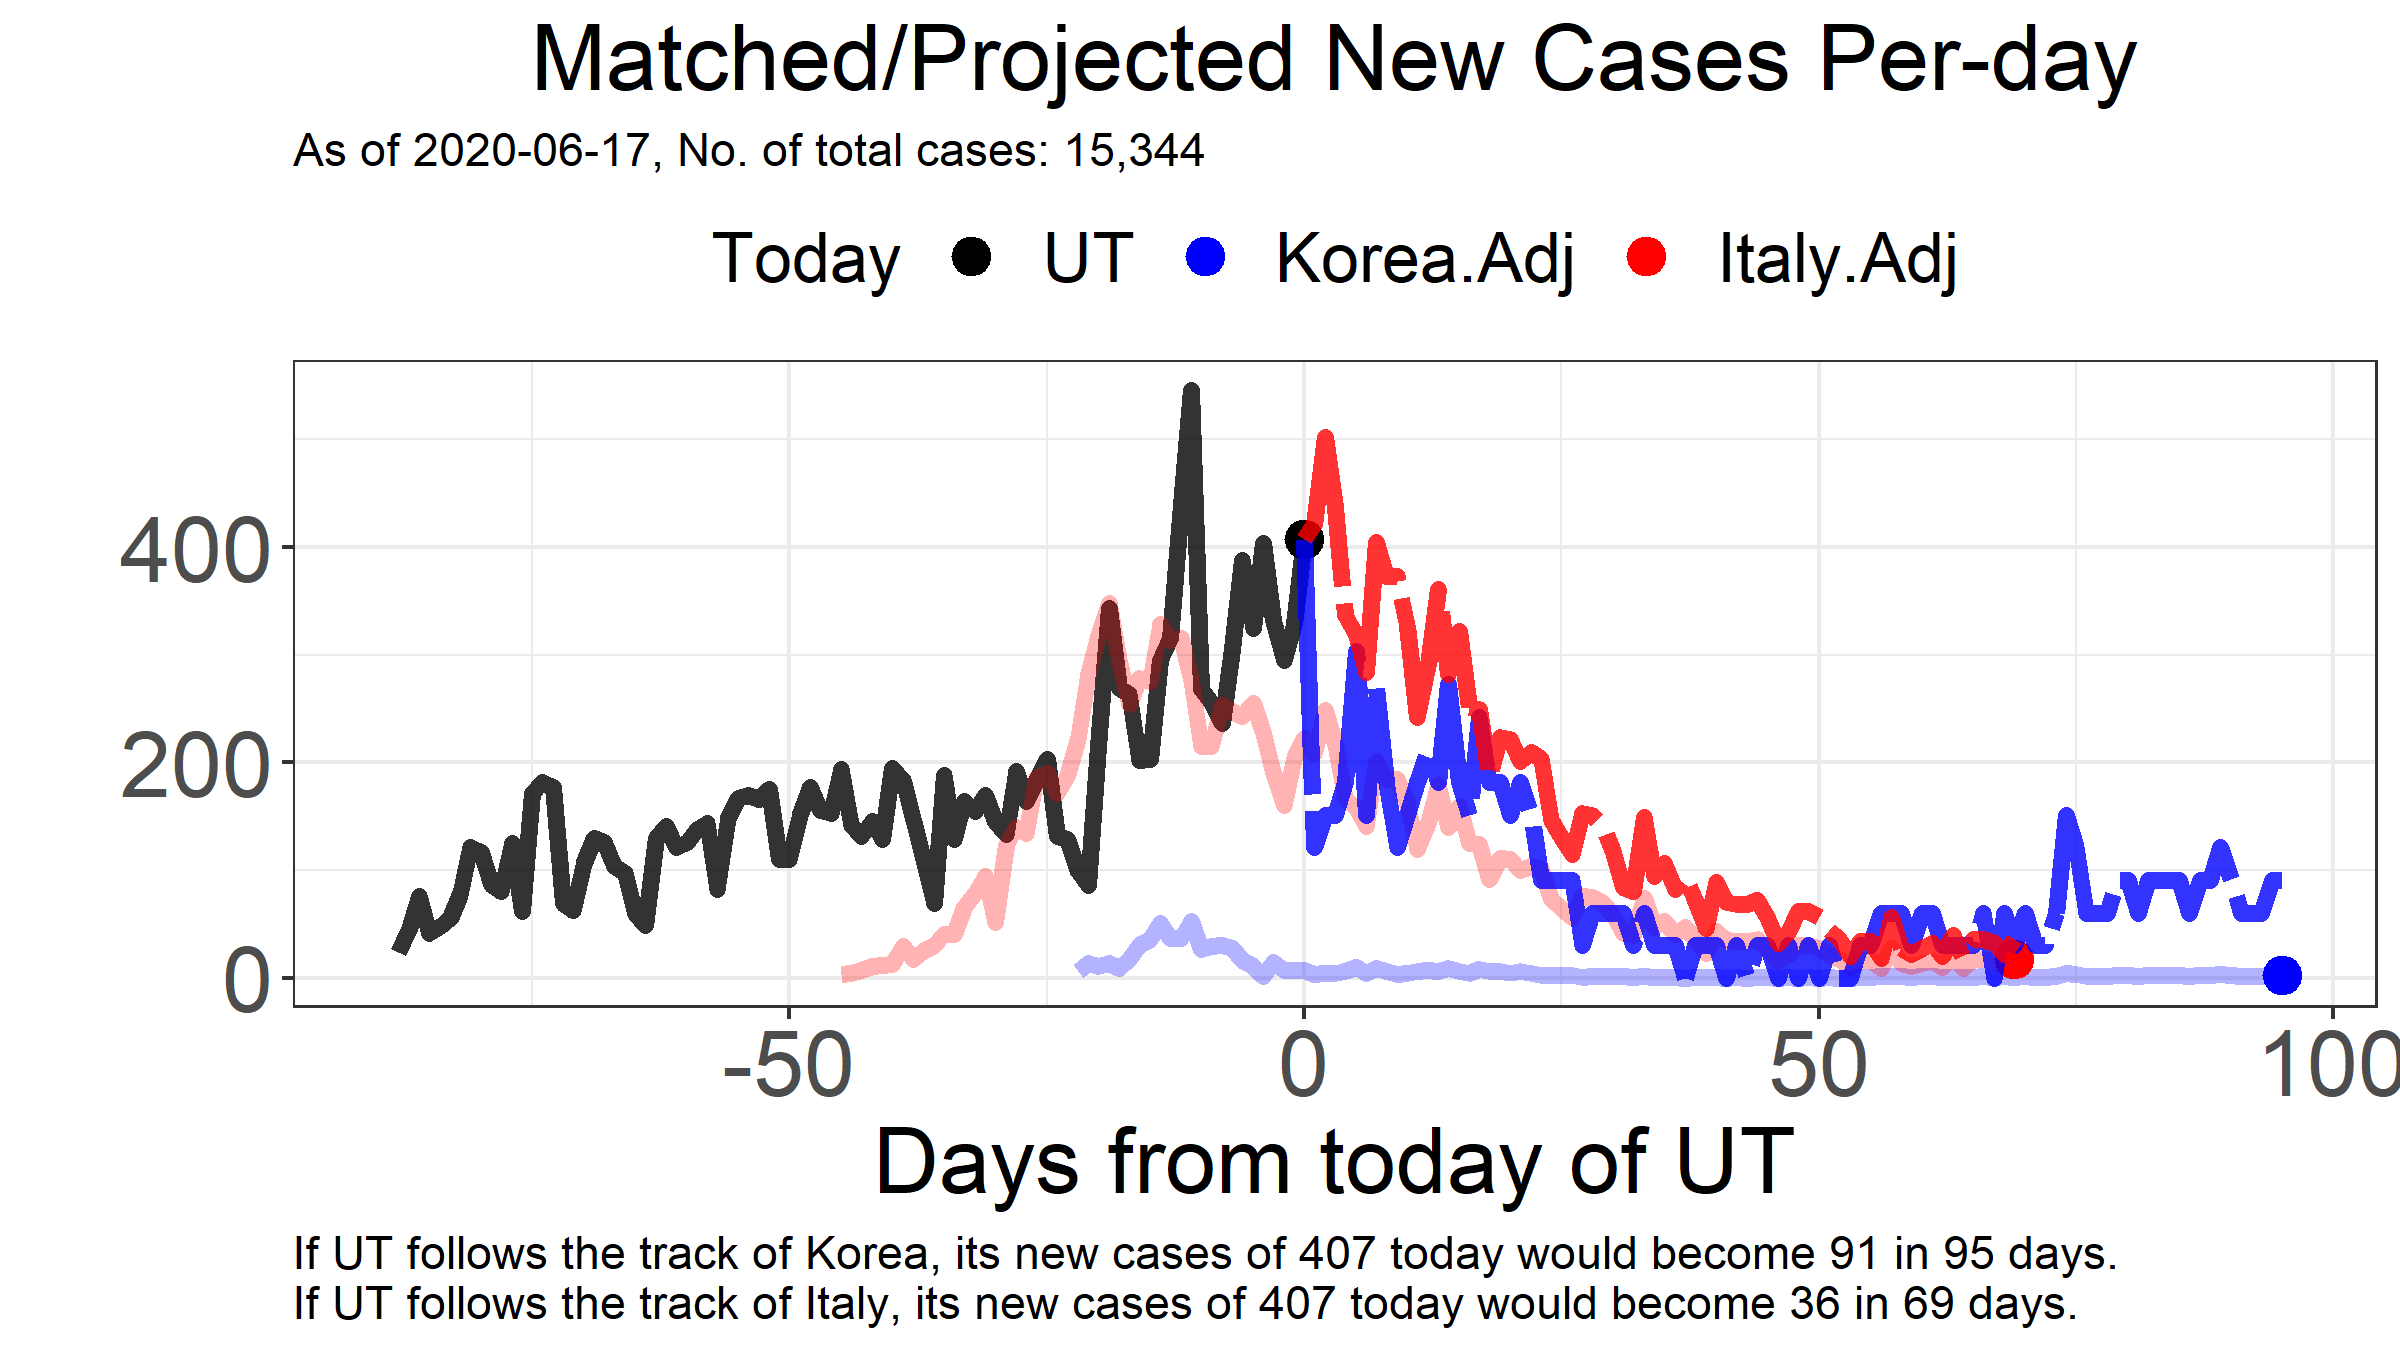 Matched/Projected New Cases Per-day
As of 2020-06-17, No. of total cases: 15,344
Today UT Korea.Adj Italy.Adj
400
200
0
-50 0 50 100
Days from today of UT
If UT follows the track of Korea, its new cases of 407 today would become 91 in 95 days.
If UT follows the track of Italy, its new cases of 407 today would become 36 in 69 days.